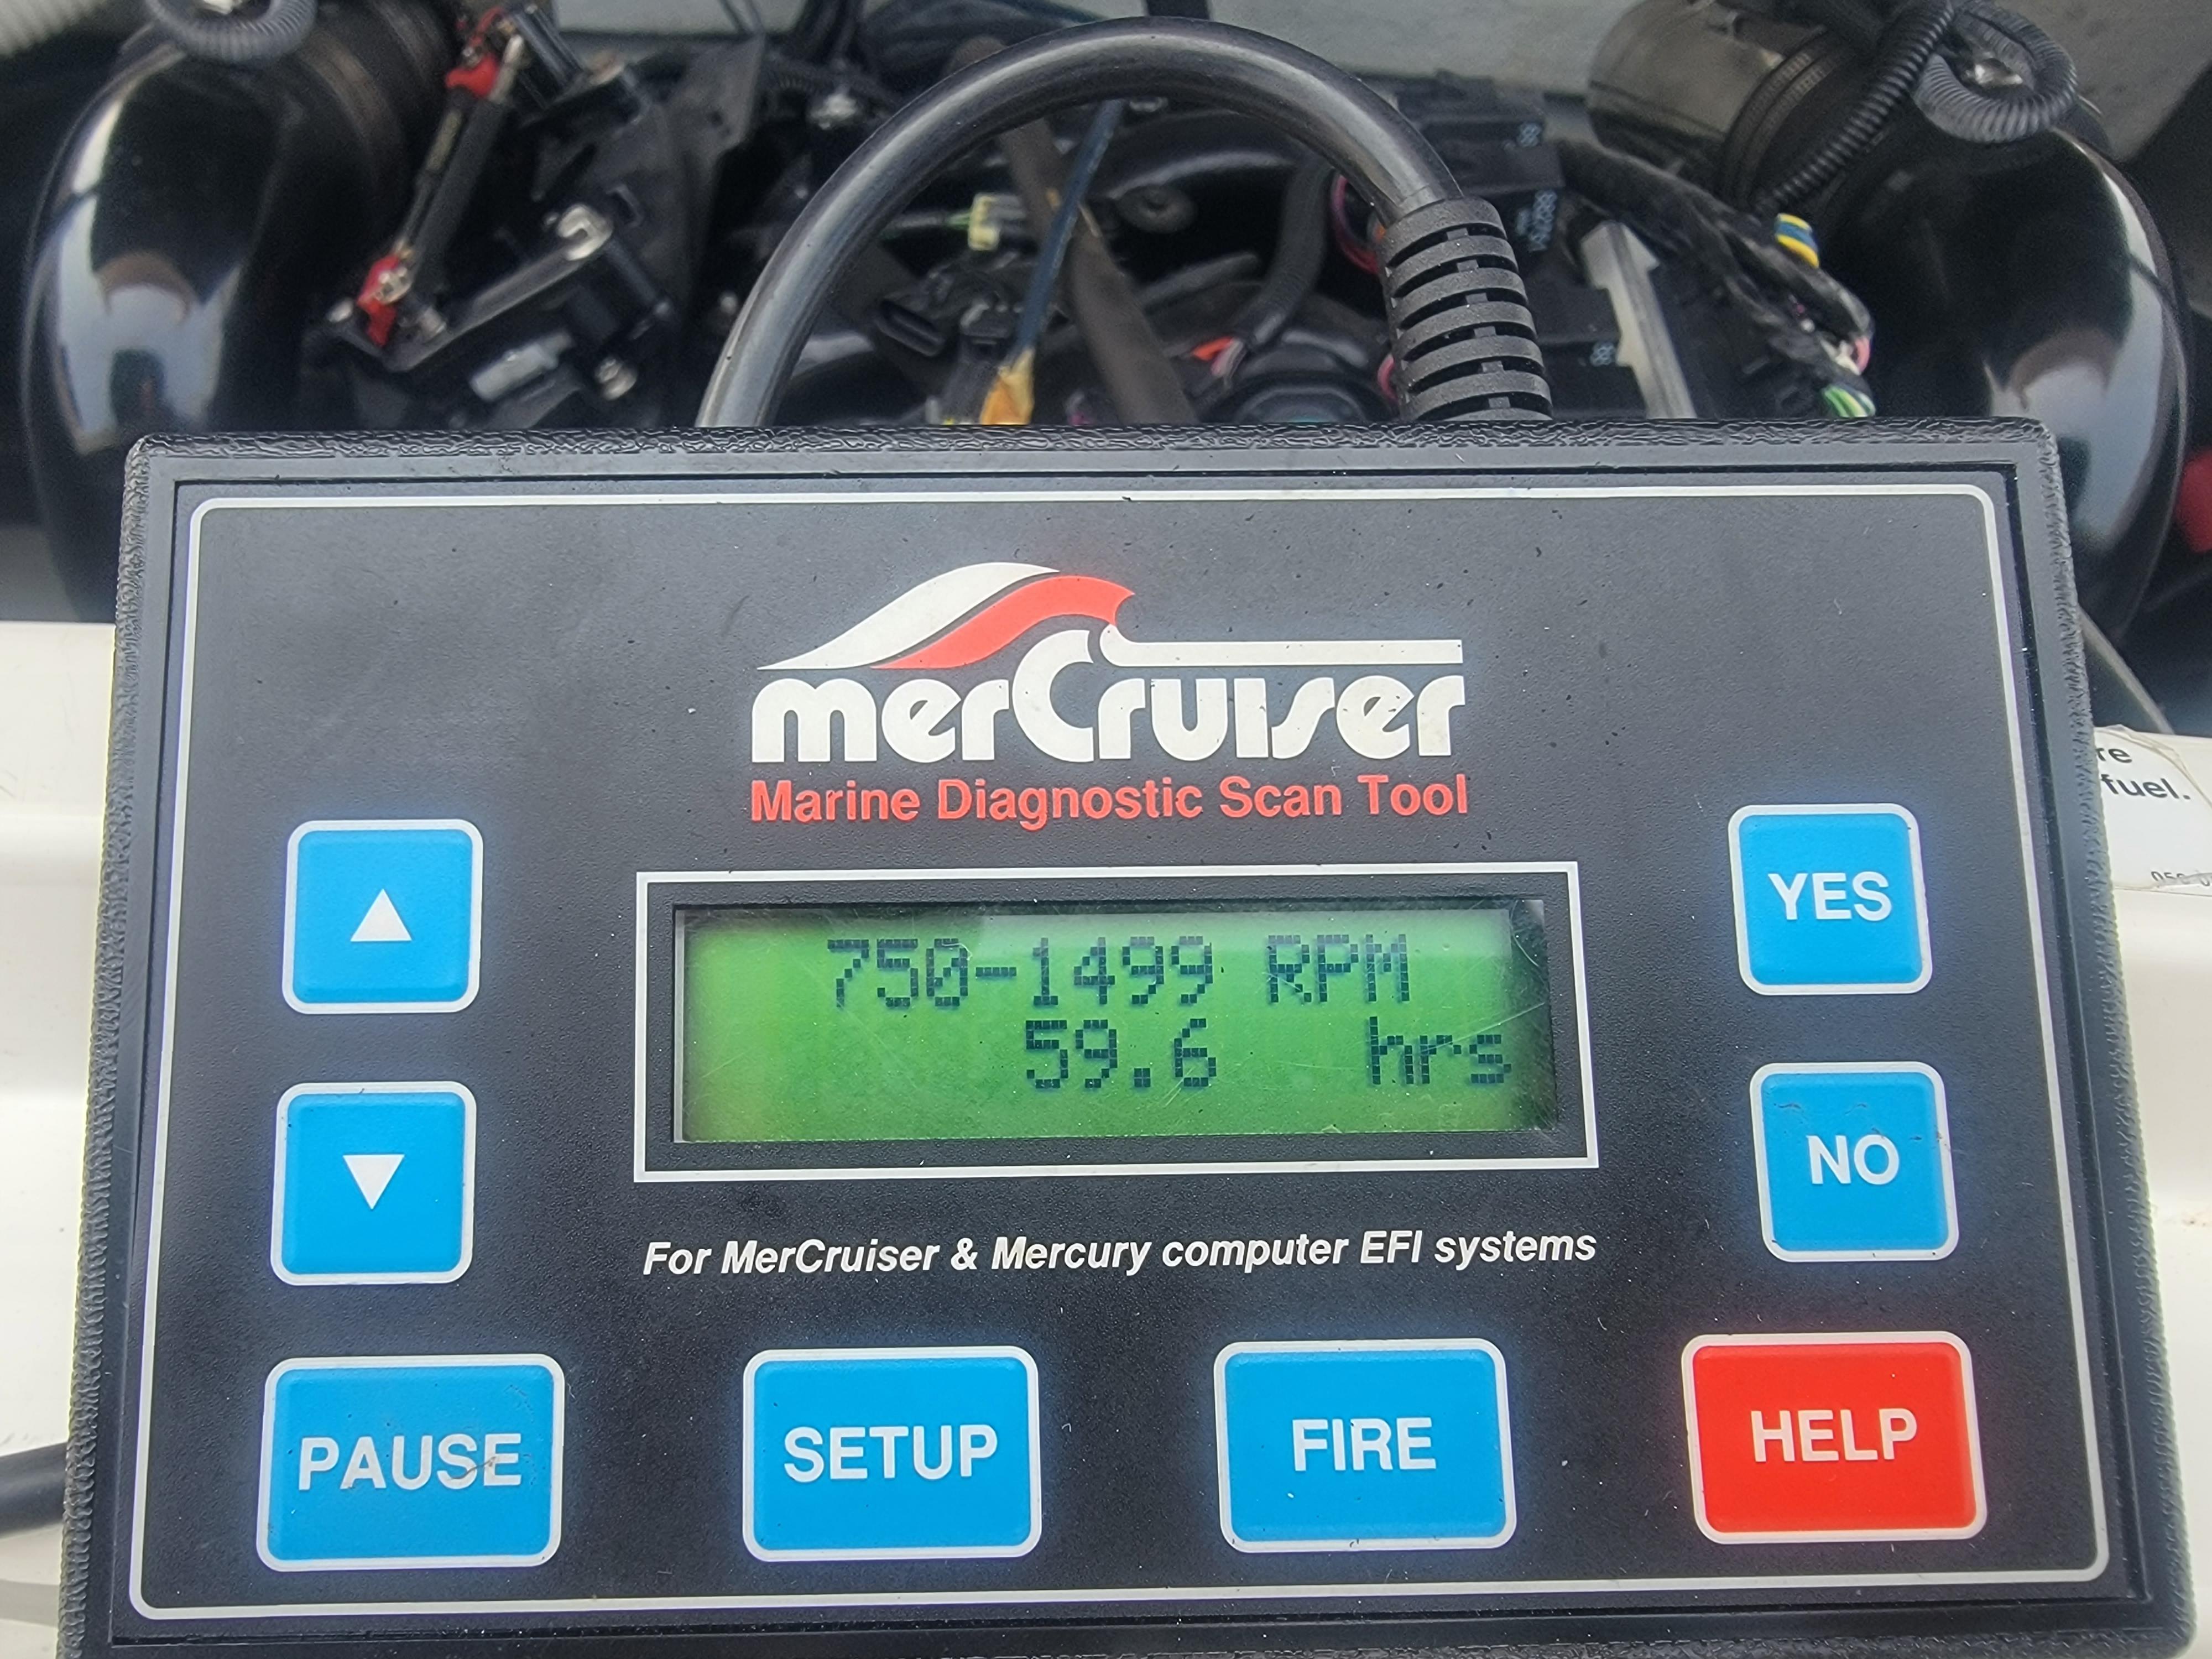 merCruiser
Marine Diagnostic Scan Tool
▲
YES
750-1499 RPM
59.6 hrs
▼
NO
For MerCruiser & Mercury computer EFI systems
PAUSE
SETUP
FIRE
HELP
fuel.